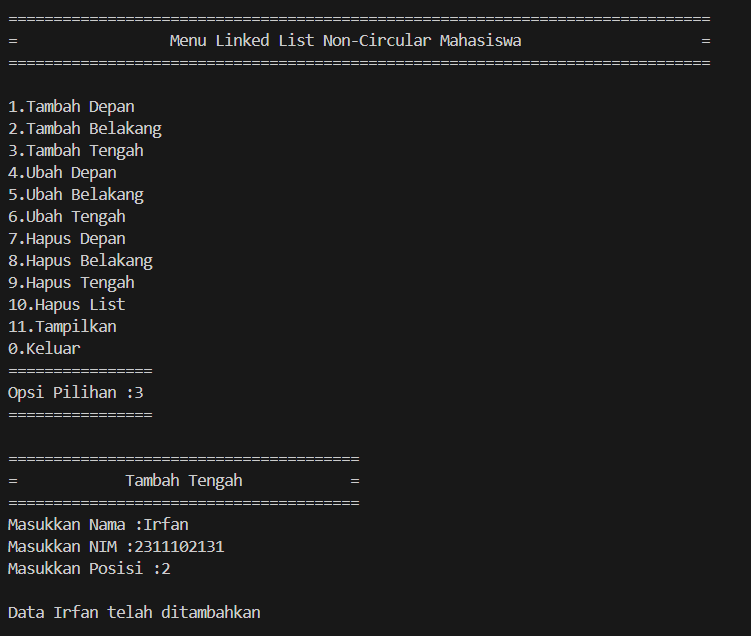 ==============================================================================
=                 Menu Linked List Non-Circular Mahasiswa                    =
==============================================================================
1.Tambah Depan
2.Tambah Belakang
3.Tambah Tengah
4.Ubah Depan
5.Ubah Belakang
6.Ubah Tengah
7.Hapus Depan
8.Hapus Belakang
9.Hapus Tengah
10.Hapus List
11.Tampilkan
0.Keluar
================
Opsi Pilihan :3
================
=======================================
=            Tambah Tengah            =
=======================================
Masukkan Nama :Irfan
Masukkan NIM :2311102131
Masukkan Posisi :2
Data Irfan telah ditambahkan